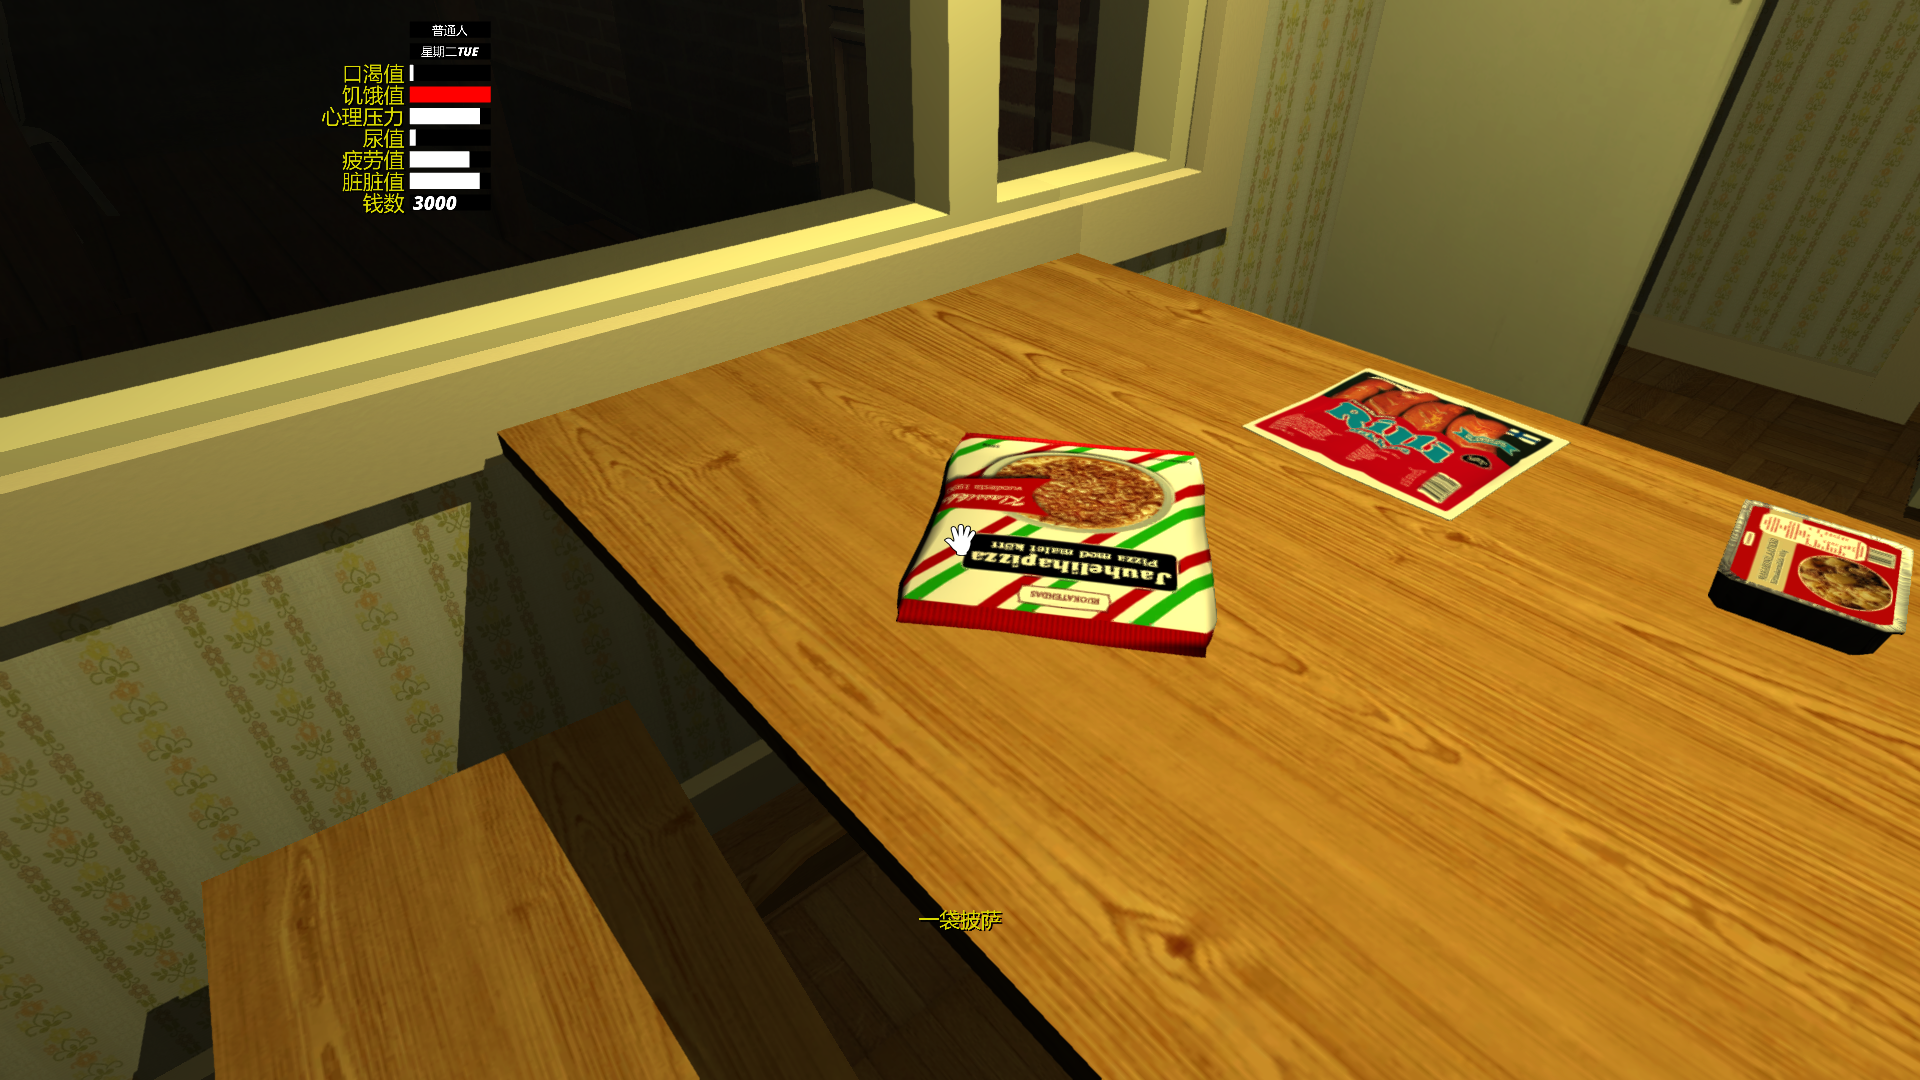 普通人
星期二TUE
口渴值
饥饿值
心理压力
尿值
疲劳值
脏脏值
钱数 3000
Klassikko
Jauhelihapizza
Pizza med malet kött
RUOKATEHDAS
一袋披萨